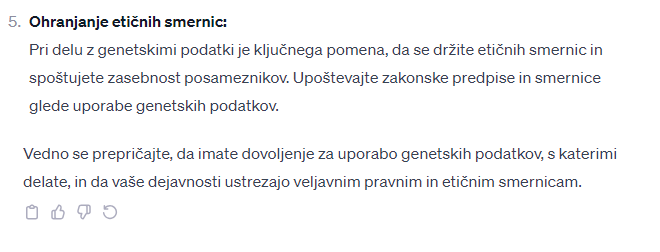 5. Ohranjanje etičnih smernic:
Pri delu z genetskimi podatki je ključnega pomena, da se držite etičnih smernic in
spoštujete zasebnost posameznikov. Upoštevajte zakonske predpise in smernice
glede uporabe genetskih podatkov.
Vedno se prepričajte, da imate dovoljenje za uporabo genetskih podatkov, s katerimi
delate, in da vaše dejavnosti ustrezajo veljavnim pravnim in etičnim smernicam.